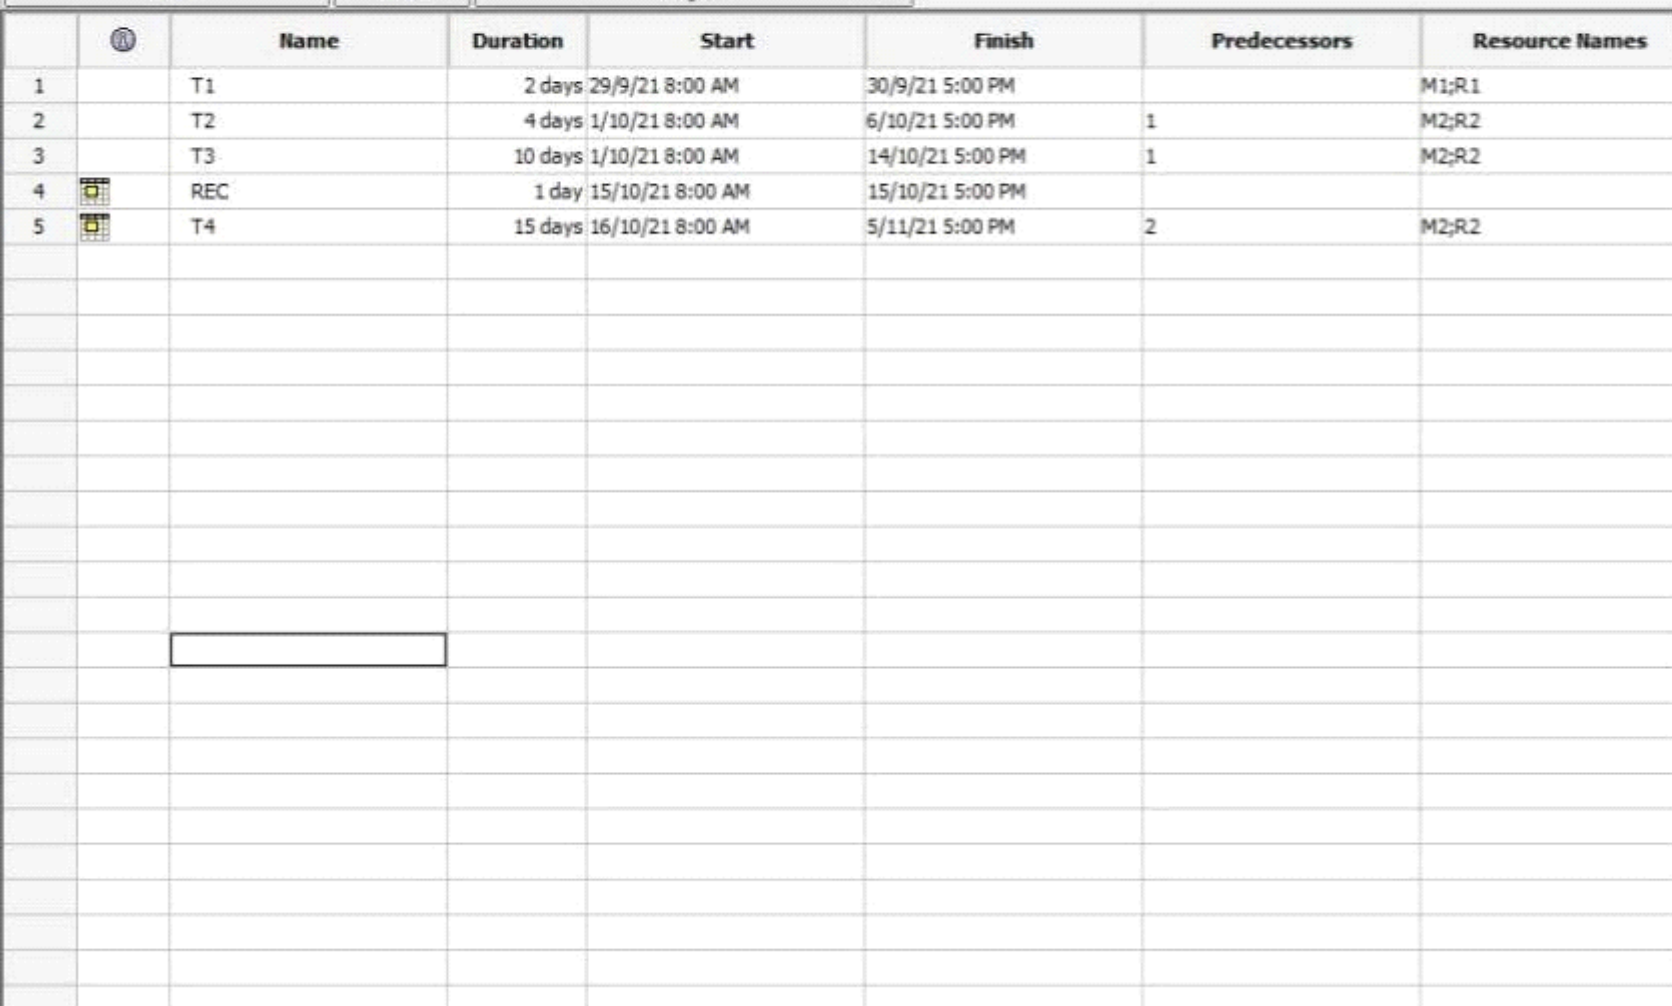 Name Duration Start Finish Predecessors Resource Names
1 T1 2 days 29/9/21 8:00 AM 30/9/21 5:00 PM M1;R1
2 T2 4 days 1/10/21 8:00 AM 6/10/21 5:00 PM 1 M2;R2
3 T3 10 days 1/10/21 8:00 AM 14/10/21 5:00 PM 1 M2;R2
4 REC 1 day 15/10/21 8:00 AM 15/10/21 5:00 PM
5 T4 15 days 16/10/21 8:00 AM 5/11/21 5:00 PM 2 M2;R2